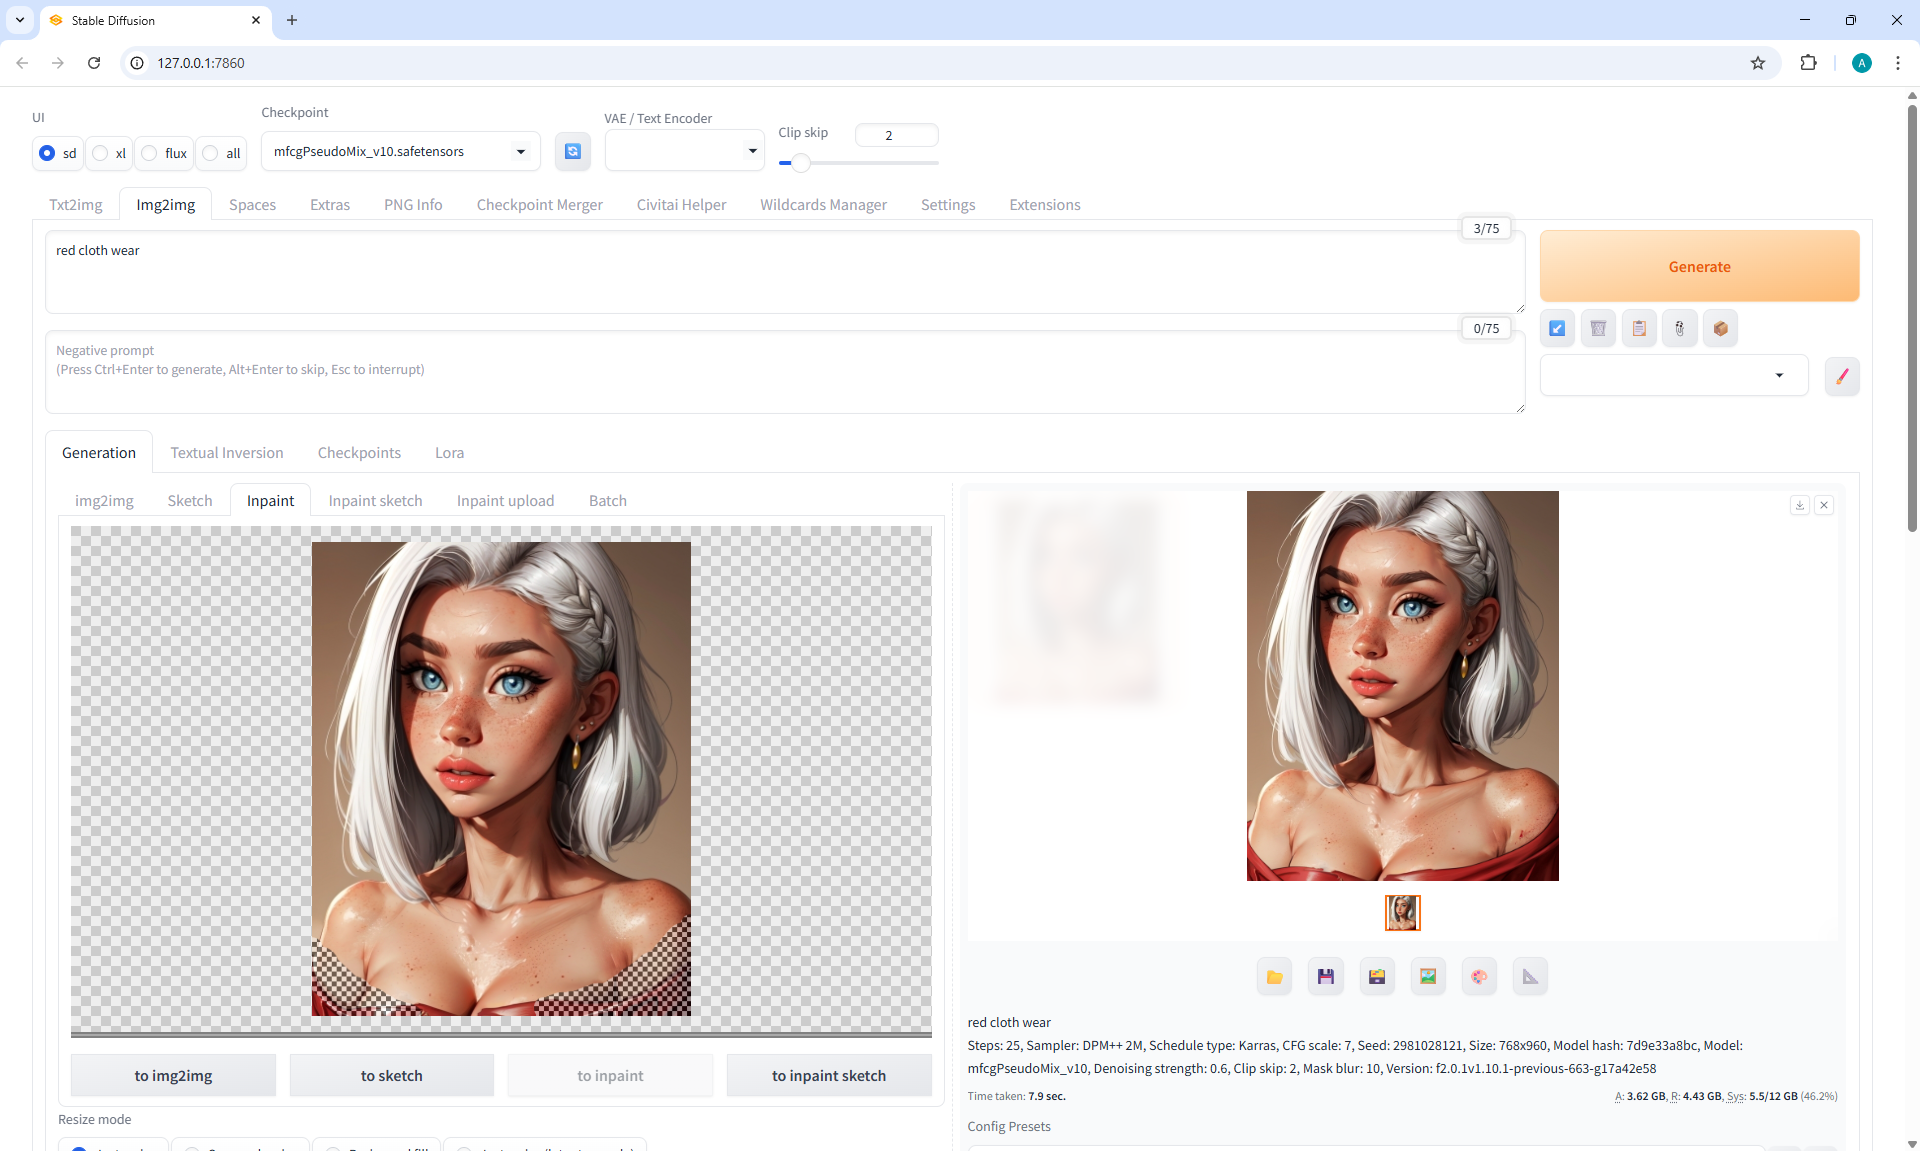 Stable Diffusion
127.0.0.1:7860
A
UI
Checkpoint
VAE / Text Encoder
Clip skip
2
sd
xl
flux
all
mfcgPseudoMix_v10.safetensors
Txt2img
Img2img
Spaces
Extras
PNG Info
Checkpoint Merger
Civitai Helper
Wildcards Manager
Settings
Extensions
3/75
red cloth wear
Generate
0/75
Negative prompt
(Press Ctrl+Enter to generate, Alt+Enter to skip, Esc to interrupt)
Generation
Textual Inversion
Checkpoints
Lora
img2img
Sketch
Inpaint
Inpaint sketch
Inpaint upload
Batch
to img2img
to sketch
to inpaint
to inpaint sketch
Resize mode
red cloth wear
Steps: 25, Sampler: DPM++ 2M, Schedule type: Karras, CFG scale: 7, Seed: 2981028121, Size: 768x960, Model hash: 7d9e33a8bc, Model:
mfcgPseudoMix_v10, Denoising strength: 0.6, Clip skip: 2, Mask blur: 10, Version: f2.0.1v1.10.1-previous-663-g17a42e58
Time taken: 7.9 sec.
A: 3.62 GB, R: 4.43 GB, Sys: 5.5/12 GB (46.2%)
Config Presets